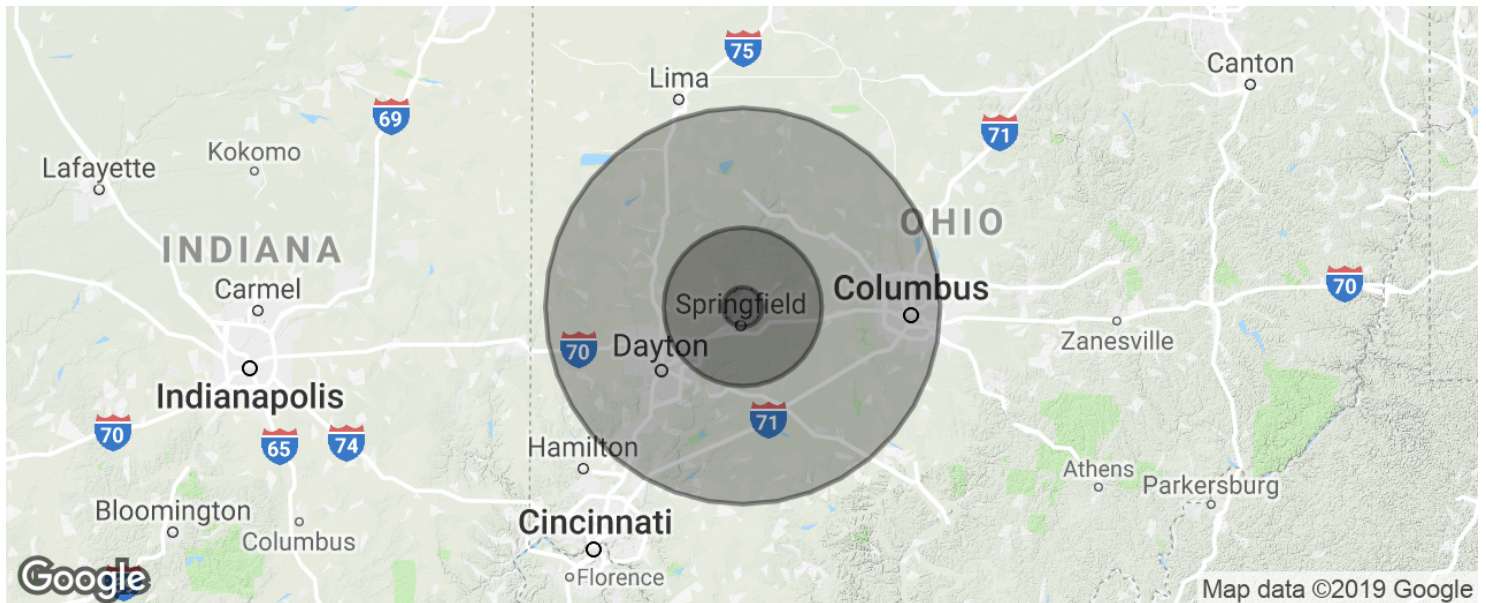 75
Lima
Canton
69
71
Kokomo
Lafayette
OHIO
INDIANA
Carmel
Springfield
Columbus
70
Zanesville
70
Dayton
Indianapolis
71
70
65
74
Hamilton
Athens
Parkersburg
Bloomington
Columbus
Cincinnati
Florence
Google
Map data ©2019 Google